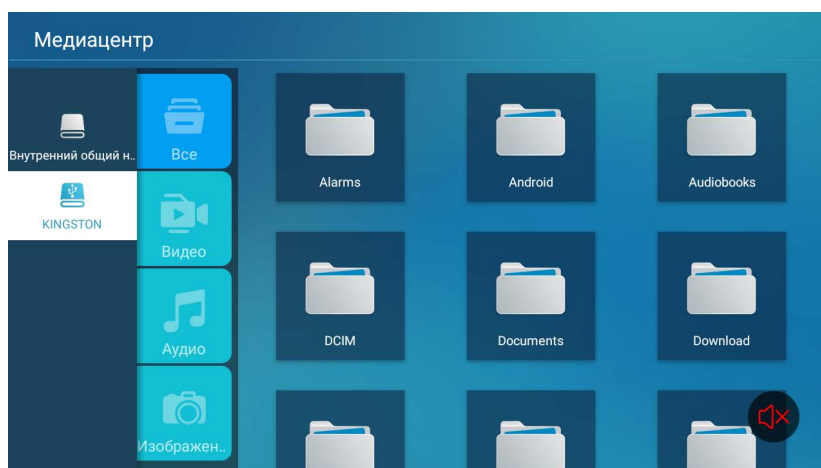 Медиацентр
Внутренний общий н..
KINGSTON
Все
Видео
Аудио
Изображен..
Alarms
Android
Audiobooks
DCIM
Documents
Download